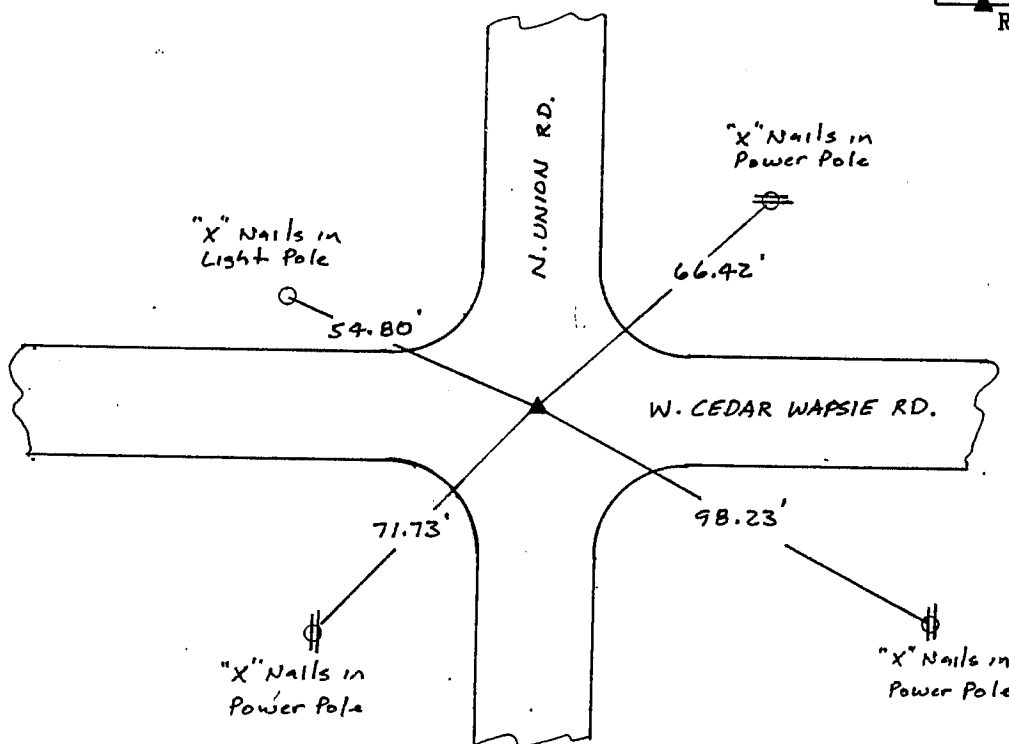 R
N. UNION RD.
"X" Nails in
Power Pole
"X" Nails in
Light Pole
66.42'
54.80'
W. CEDAR WAPSIE RD.
71.73'
98.23'
"X" Nails in
Power Pole
"X" Nails in
Power Pole